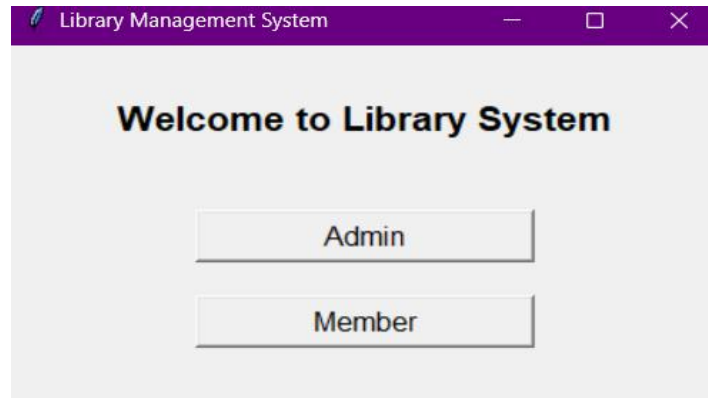 Library Management System
Welcome to Library System
Admin
Member